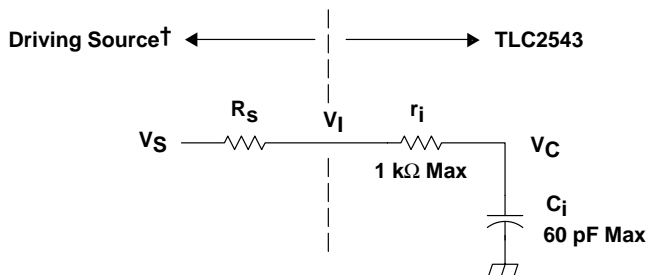 Driving Source† TLC2543
Rs VI ri
VS VC
1 kΩ Max
Ci
60 pF Max